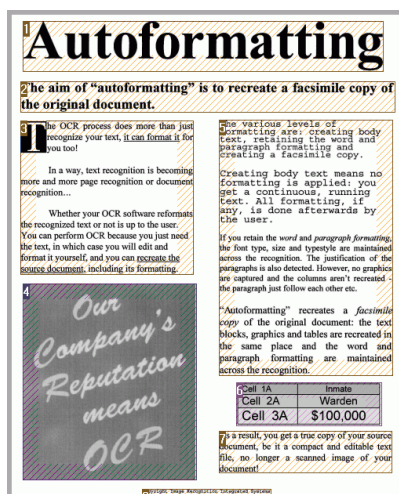 Autoformatting
The aim of “autoformatting” is to recreate a facsimile copy of
the original document.
The OCR process does more than just
recognize your text, it can format it for
you too!
In a way, text recognition is becoming
more and more page recognition or document
recognition...
Whether your OCR software reformats
the recognized text or not is up to the user.
You can perform OCR because you just need
the text, in which case you will edit and
format it yourself, and you can recreate the
source document, including its formatting.
Our
Company's
Reputation
means
OCR
The various levels of
formatting are: creating body
text, retaining the word and
paragraph formatting and
creating a facsimile copy.
Creating body text means no
formatting is applied: you
get a continuous, running
text. All formatting, if
any, is done afterwards by
the user.
If you retain the word and paragraph formatting,
the font type, size and typestyle are maintained
across the recognition. The justification of the
paragraphs is also detected. However, no graphics
are captured and the columns aren't recreated -
the paragraph just follow each other etc.
“Autoformatting” recreates a facsimile
copy of the original document: the text
blocks, graphics and tables are recreated in
the same place and the word and
paragraph formatting are maintained
across the recognition.
Cell 1A Inmate
Cell 2A Warden
Cell 3A $100,000
As a result, you get a true copy of your source
document, be it a compact and editable text
file, no longer a scanned image of your
document!
Copyright Image Recognition Integrated Systems